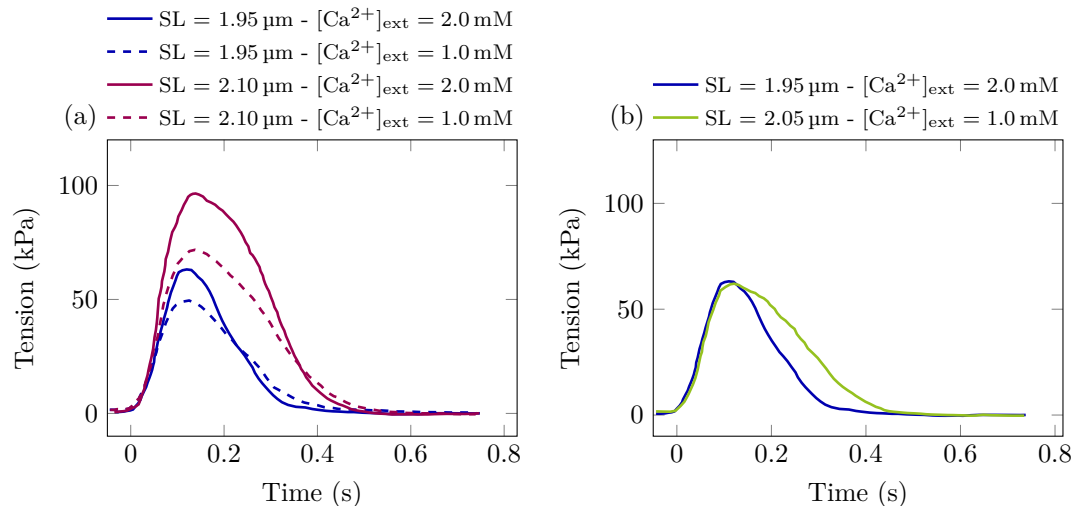 SL = 1.95 µm - [Ca²⁺]ₑₓₜ = 2.0 mM
SL = 1.95 µm - [Ca²⁺]ₑₓₜ = 1.0 mM
SL = 2.10 µm - [Ca²⁺]ₑₓₜ = 2.0 mM
(a) SL = 2.10 µm - [Ca²⁺]ₑₓₜ = 1.0 mM
100
50
0
Tension (kPa)
0 0.2 0.4 0.6 0.8
Time (s)
SL = 1.95 µm - [Ca²⁺]ₑₓₜ = 2.0 mM
(b) SL = 2.05 µm - [Ca²⁺]ₑₓₜ = 1.0 mM
100
50
0
Tension (kPa)
0 0.2 0.4 0.6 0.8
Time (s)